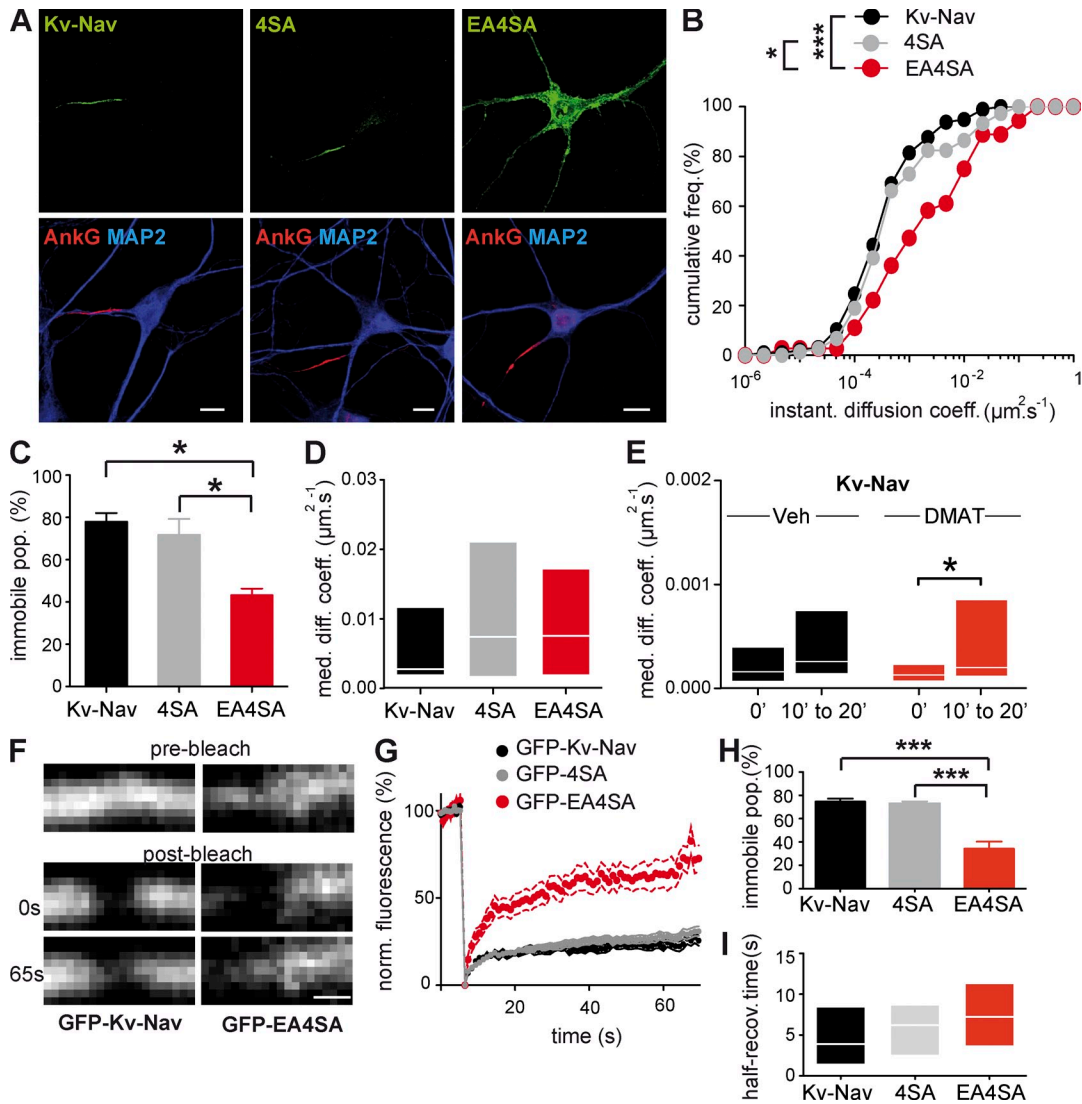 A
Kv-Nav
4SA
EA4SA
AnkG MAP2
AnkG MAP2
AnkG MAP2
B
Kv-Nav
4SA
EA4SA
*
***
cumulative freq.(%)
100
80
60
40
20
0
10-6
10-4
10-2
1
instant. diffusion coeff. (µm2.s-1)
C
immobile pop. (%)
100
80
60
40
80
0
*
*
Kv-Nav
4SA
EA4SA
D
med. diff. coeff. (µm.s2 -1)
0.03
0.02
0.01
0.00
Kv-Nav
4SA
EA4SA
E
Kv-Nav
Veh
DMAT
*
med. diff. coeff. (µm.s2 -1)
0.002
0.001
0.000
0'
10' to 20'
0'
10' to 20'
F
pre-bleach
post-bleach
0s
65s
GFP-Kv-Nav
GFP-EA4SA
G
GFP-Kv-Nav
GFP-4SA
GFP-EA4SA
norm. fluorescence (%)
100
50
0
20
40
60
time (s)
H
***
***
immobile pop.(%)
100
80
60
40
20
0
Kv-Nav
4SA
EA4SA
I
half-recov.time(s)
15
10
5
0
Kv-Nav
4SA
EA4SA